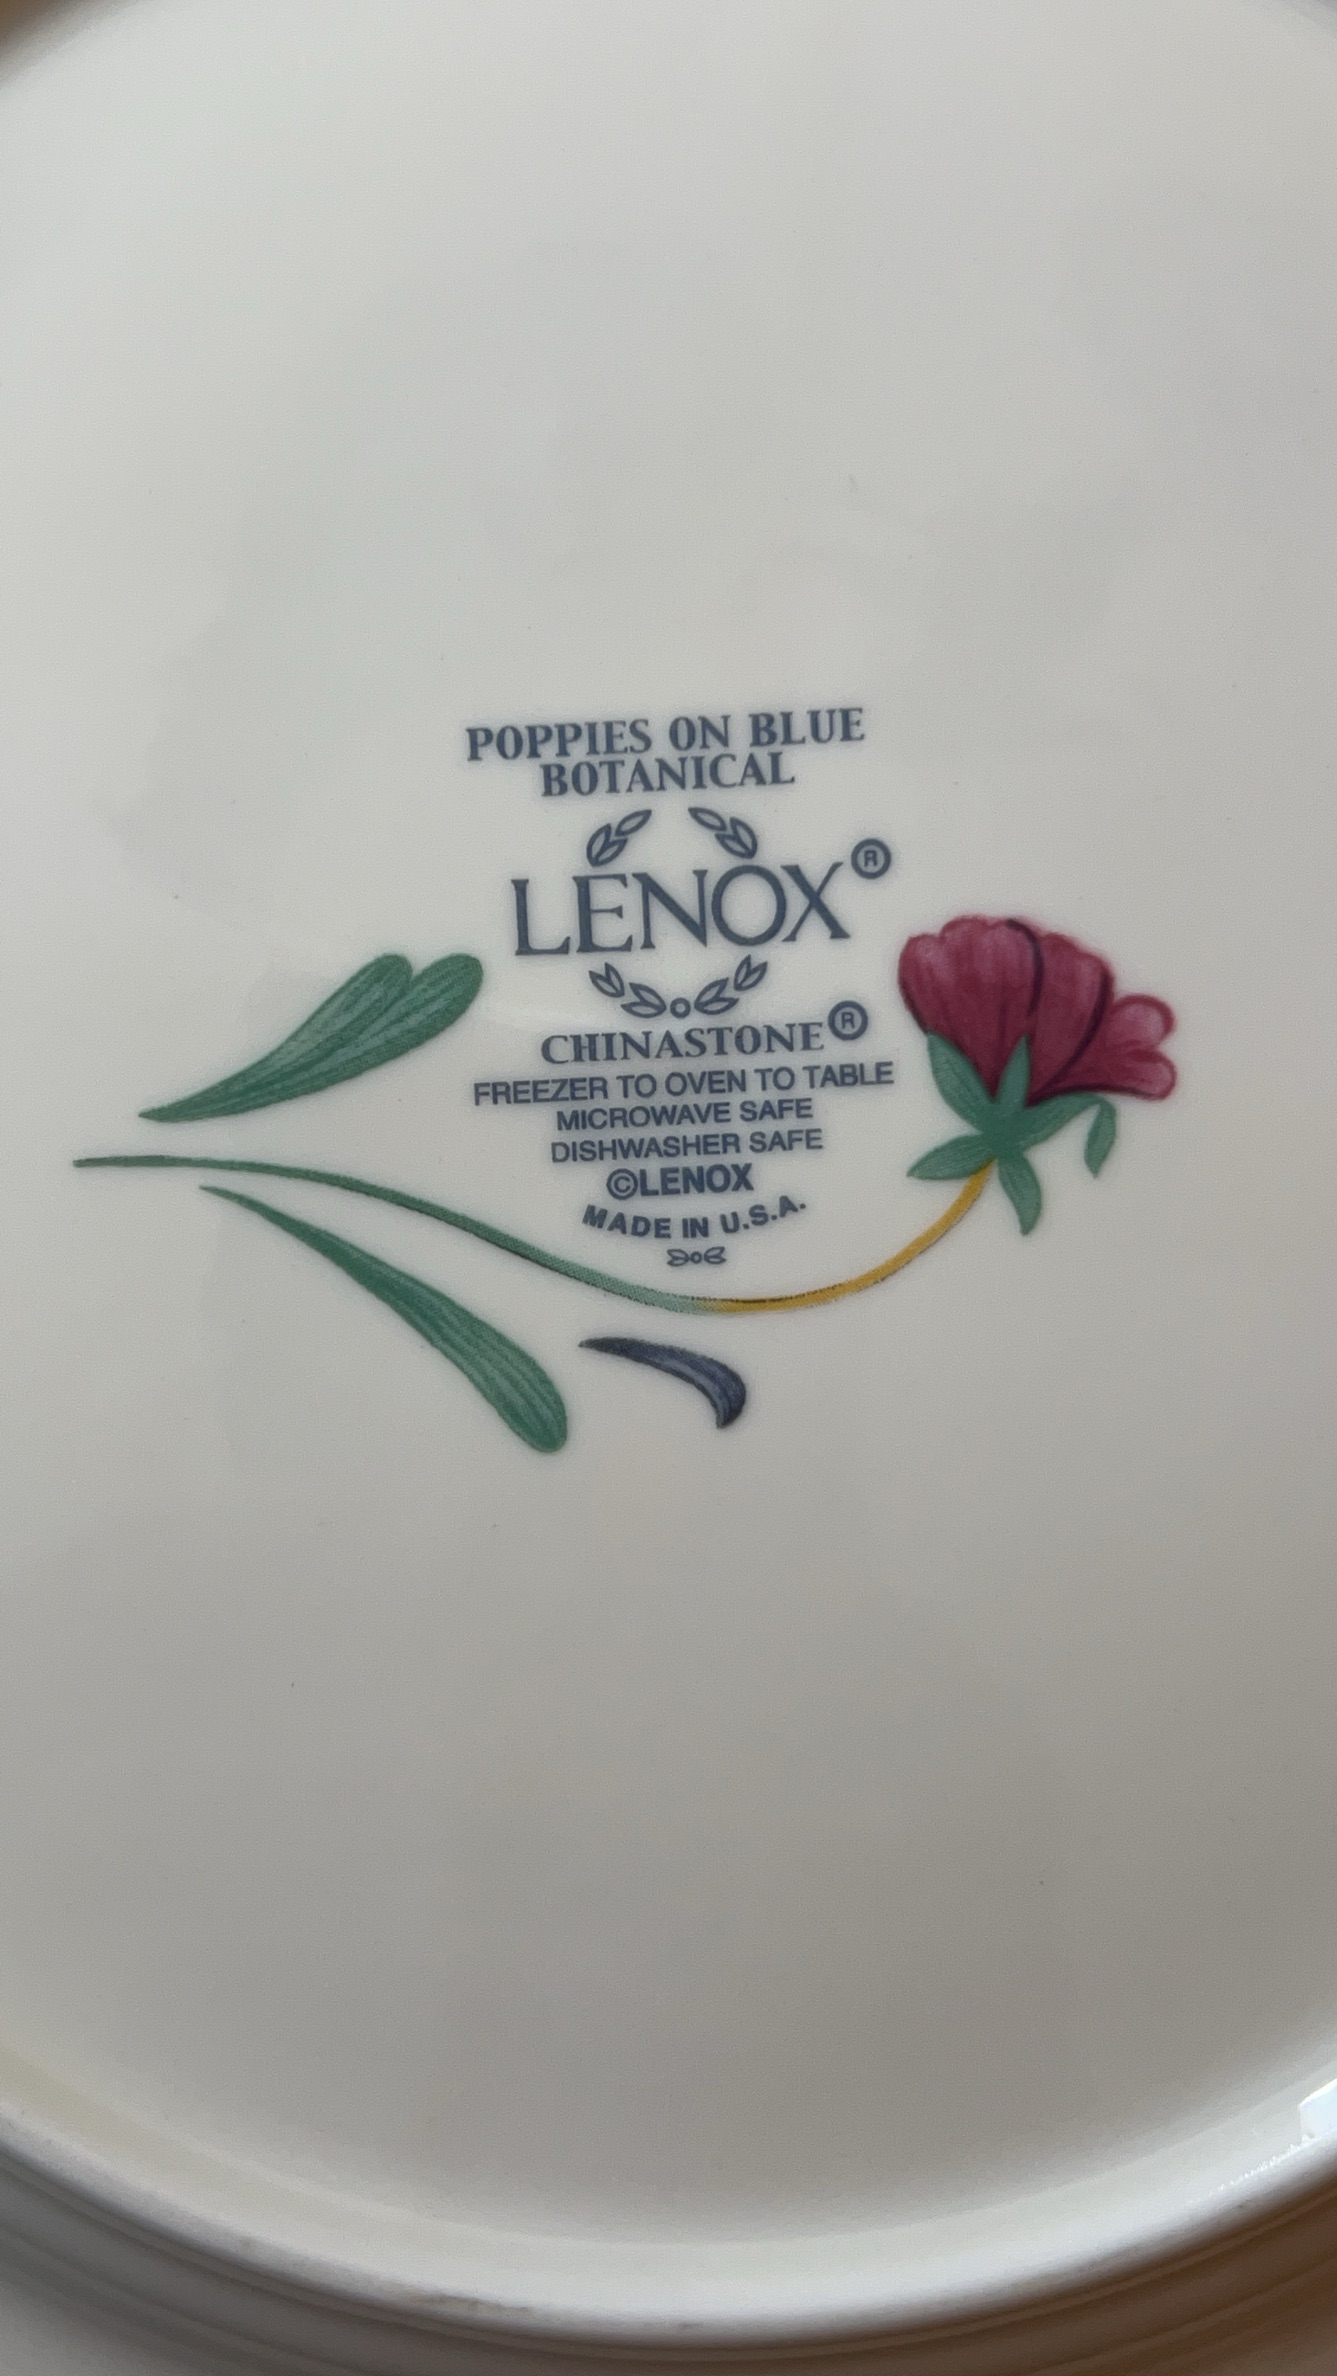 POPPIES ON BLUE
BOTANICAL
LENOX®
CHINASTONE®
FREEZER TO OVEN TO TABLE
MICROWAVE SAFE
DISHWASHER SAFE
©LENOX
MADE IN U.S.A.